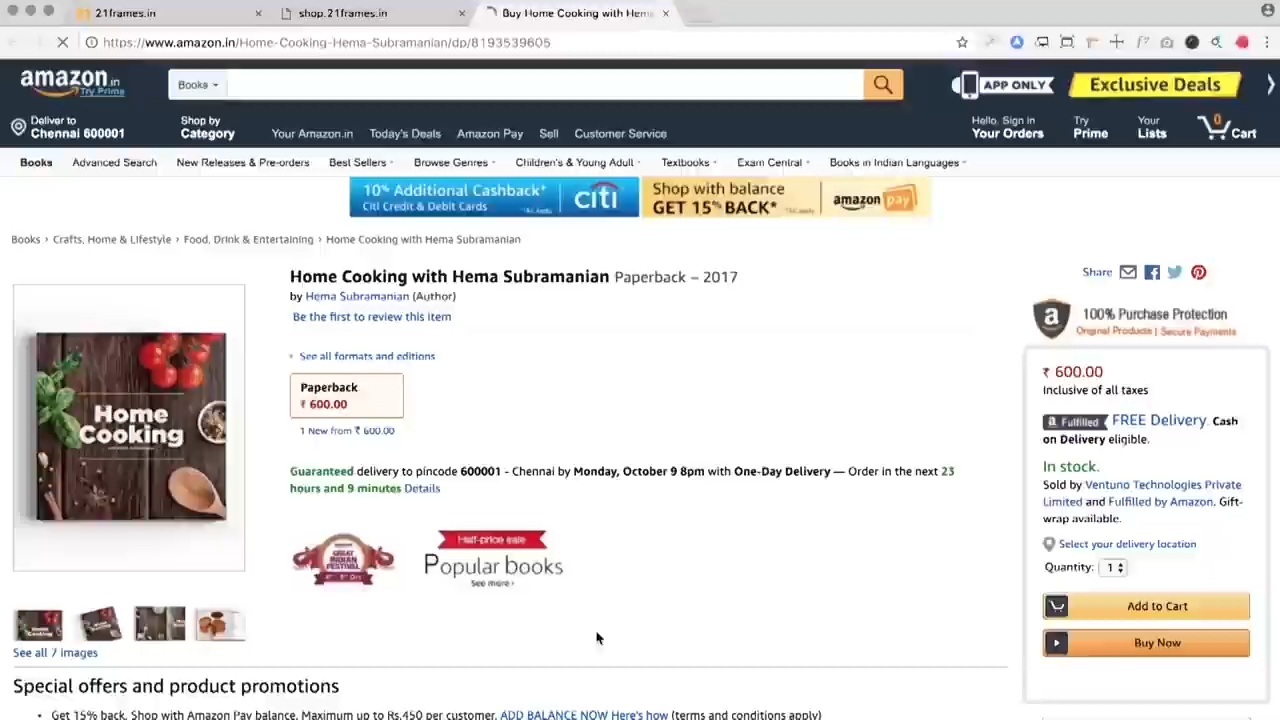 21frames.in
shop.21frames.in
Buy Home Cooking with Hema
https://www.amazon.in/Home-Cooking-Hema-Subramanian/dp/8193539605
amazon.in
Try Prime
Books
APP ONLY
Exclusive Deals
Deliver to
Chennai 600001
Shop by
Category
Your Amazon.in
Today's Deals
Amazon Pay
Sell
Customer Service
Hello. Sign in
Your Orders
Try
Prime
Your
Lists
0
Cart
Books
Advanced Search
New Releases & Pre-orders
Best Sellers
Browse Genres
Children's & Young Adult
Textbooks
Exam Central
Books in Indian Languages
10% Additional Cashback*
Citi Credit & Debit Cards
citi
Shop with balance
GET 15% BACK*
amazon pay
Books › Crafts, Home & Lifestyle › Food, Drink & Entertaining › Home Cooking with Hema Subramanian
Home Cooking with Hema Subramanian Paperback – 2017
by Hema Subramanian (Author)
Be the first to review this item
See all formats and editions
Paperback
₹ 600.00
1 New from ₹ 600.00
Guaranteed delivery to pincode 600001 - Chennai by Monday, October 9 8pm with One-Day Delivery — Order in the next 23
hours and 9 minutes Details
GREAT
INDIAN
FESTIVAL
Half-price sale
Popular books
See more ›
Home
Cooking
See all 7 images
Share
100% Purchase Protection
Original Products | Secure Payments
₹ 600.00
Inclusive of all taxes
a Fulfilled FREE Delivery. Cash
on Delivery eligible.
In stock.
Sold by Ventuno Technologies Private
Limited and Fulfilled by Amazon. Gift-
wrap available.
Select your delivery location
Quantity: 1
Add to Cart
Buy Now
Special offers and product promotions
• Get 15% back. Shop with Amazon Pay balance. Maximum up to Rs.450 per customer. ADD BALANCE NOW Here's how (terms and conditions apply)